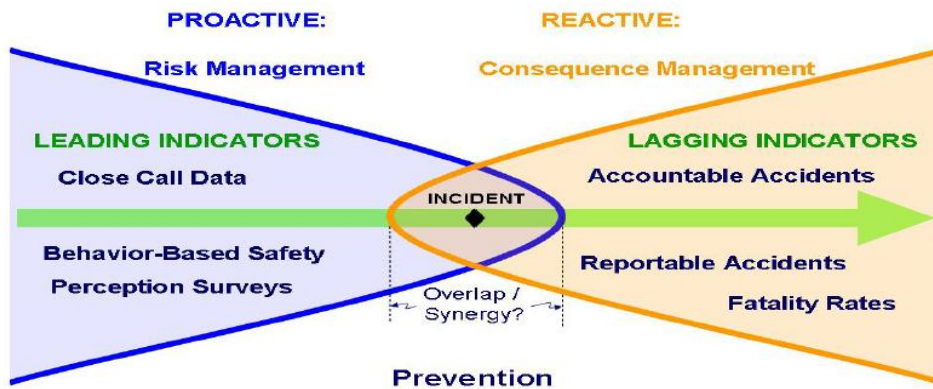 PROACTIVE:
REACTIVE:
Risk Management
Consequence Management
LEADING INDICATORS
LAGGING INDICATORS
Close Call Data
Accountable Accidents
INCIDENT
Behavior-Based Safety
Reportable Accidents
Perception Surveys
Fatality Rates
Overlap /
Synergy?
Prevention